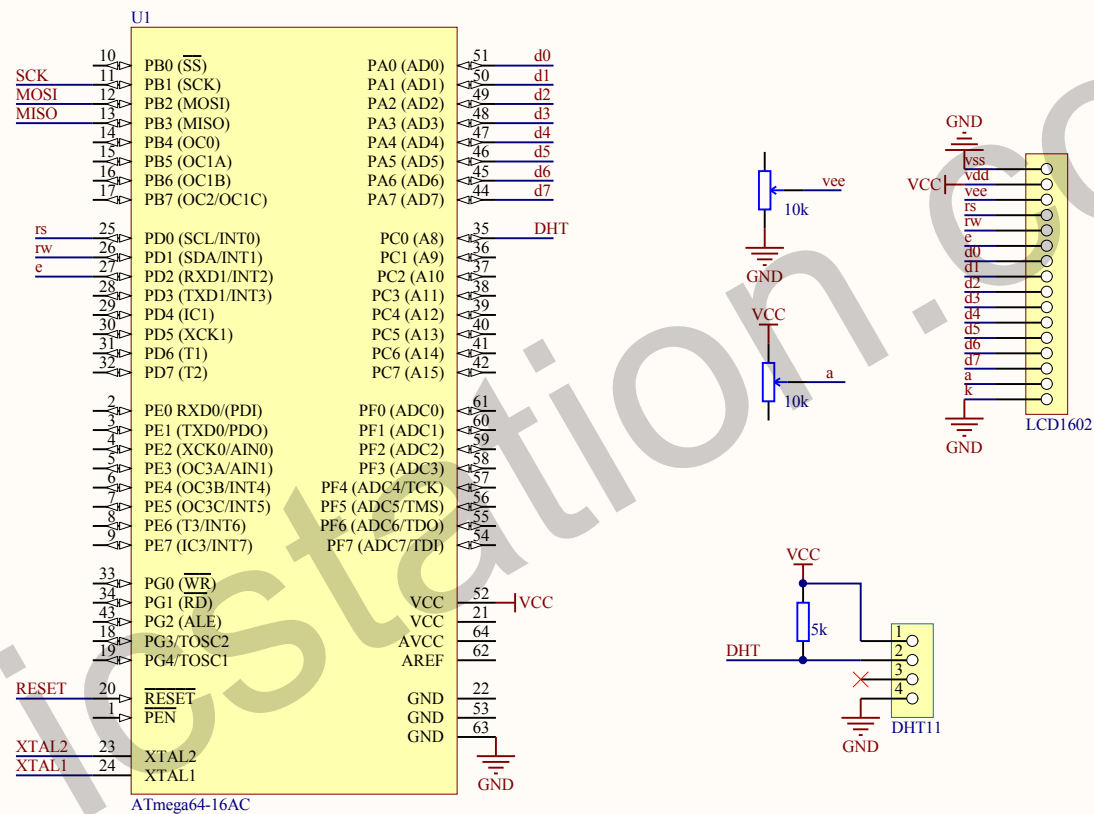 U1
10 PB0 (SS) PA0 (AD0) 51 d0
SCK 11 PB1 (SCK) PA1 (AD1) 50 d1
MOSI 12 PB2 (MOSI) PA2 (AD2) 49 d2
MISO 13 PB3 (MISO) PA3 (AD3) 48 d3
14 PB4 (OC0) PA4 (AD4) 47 d4
15 PB5 (OC1A) PA5 (AD5) 46 d5
16 PB6 (OC1B) PA6 (AD6) 45 d6
17 PB7 (OC2/OC1C) PA7 (AD7) 44 d7
rs 25 PD0 (SCL/INT0) PC0 (A8) 35 DHT
rw 26 PD1 (SDA/INT1) PC1 (A9) 36
e 27 PD2 (RXD1/INT2) PC2 (A10 37
28 PD3 (TXD1/INT3) PC3 (A11) 38
29 PD4 (IC1) PC4 (A12) 39
30 PD5 (XCK1) PC5 (A13) 40
31 PD6 (T1) PC6 (A14) 41
32 PD7 (T2) PC7 (A15) 42
2 PE0 RXD0/(PDI) PF0 (ADC0) 61
3 PE1 (TXD0/PDO) PF1 (ADC1) 60
4 PE2 (XCK0/AIN0) PF2 (ADC2) 59
5 PE3 (OC3A/AIN1) PF3 (ADC3) 58
6 PE4 (OC3B/INT4) PF4 (ADC4/TCK) 57
7 PE5 (OC3C/INT5) PF5 (ADC5/TMS) 56
8 PE6 (T3/INT6) PF6 (ADC6/TDO) 55
9 PE7 (IC3/INT7) PF7 (ADC7/TDI) 54
33 PG0 (WR)
34 PG1 (RD) VCC 52 VCC
43 PG2 (ALE) VCC 21
18 PG3/TOSC2 AVCC 64
19 PG4/TOSC1 AREF 62
RESET 20 RESET GND 22
1 PEN GND 53
GND 63
XTAL2 23 XTAL2
XTAL1 24 XTAL1
GND
ATmega64-16AC
vee
10k
GND
VCC
a
10k
GND
vss
VCC vdd
vee
rs
rw
e
d0
d1
d2
d3
d4
d5
d6
d7
a
k
GND
LCD1602
VCC
5k
DHT
1
2
3
4
GND
DHT11
icstation.co